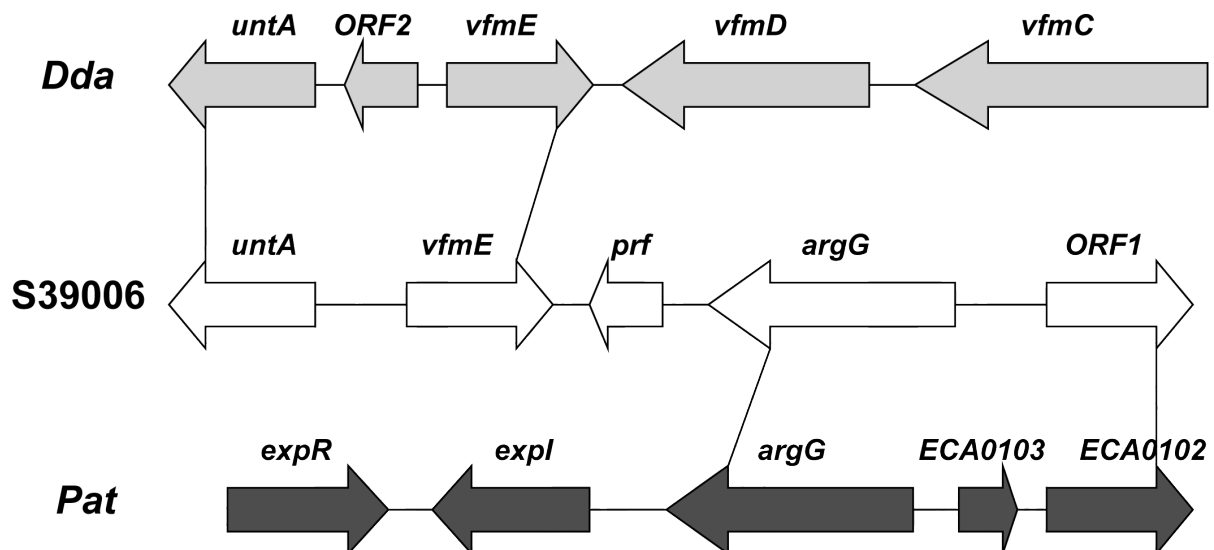 untA ORF2 vfmE vfmD vfmC
Dda
untA vfmE prf argG ORF1
S39006
expR expI argG ECA0103 ECA0102
Pat